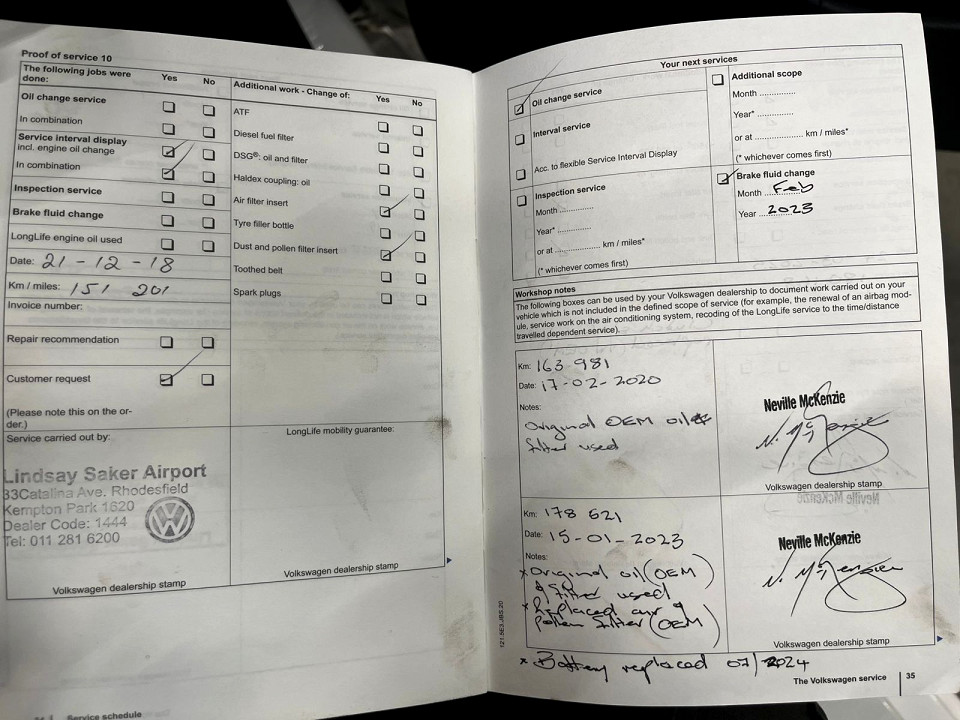 Proof of service 10
The following jobs were done: Yes No
Oil change service
In combination
Service interval display
incl. engine oil change
In combination
Inspection service
Brake fluid change
LongLife engine oil used
Date: 21 - 12 - 18
Km / miles: 151 201
Invoice number:
Repair recommendation
Customer request
(Please note this on the or-
der.)
Service carried out by:
Lindsay Saker Airport
33Catalina Ave. Rhodesfield
Kempton Park 1620
Dealer Code: 1444
Tel: 011 281 6200
Volkswagen dealership stamp
Additional work - Change of: Yes No
ATF
Diesel fuel filter
DSG®: oil and filter
Haldex coupling: oil
Air filter insert
Tyre filler bottle
Dust and pollen filter insert
Toothed belt
Spark plugs
LongLife mobility guarantee:
Volkswagen dealership stamp
Service schedule
Your next services
Oil change service
Interval service
Acc. to flexible Service Interval Display
Inspection service
Month ............
Year* ............
or at ................ km / miles*
(* whichever comes first)
Additional scope
Month ..............
Year* .............
or at .................. km / miles*
(* whichever comes first)
Brake fluid change
Month Feb
Year 2023
Workshop notes
The following boxes can be used by your Volkswagen dealership to document work carried out on your
vehicle which is not included in the defined scope of service (for example, the renewal of an airbag mod-
ule, service work on the air conditioning system, recoding of the LongLife service to the time/distance
travelled dependent service).
Km: 163 981
Date: 17-02-2020
Notes:
Original OEM oil &
filter used
Neville McKenzie
Volkswagen dealership stamp
Km: 178 621
Date: 15-01-2023
Notes:
* Original oil (OEM)
& filter used
* Replaced air &
pollen filter (OEM)
Neville McKenzie
Volkswagen dealership stamp
* Battery replaced 07/2024
121.5E3.JBS.20
The Volkswagen service 35